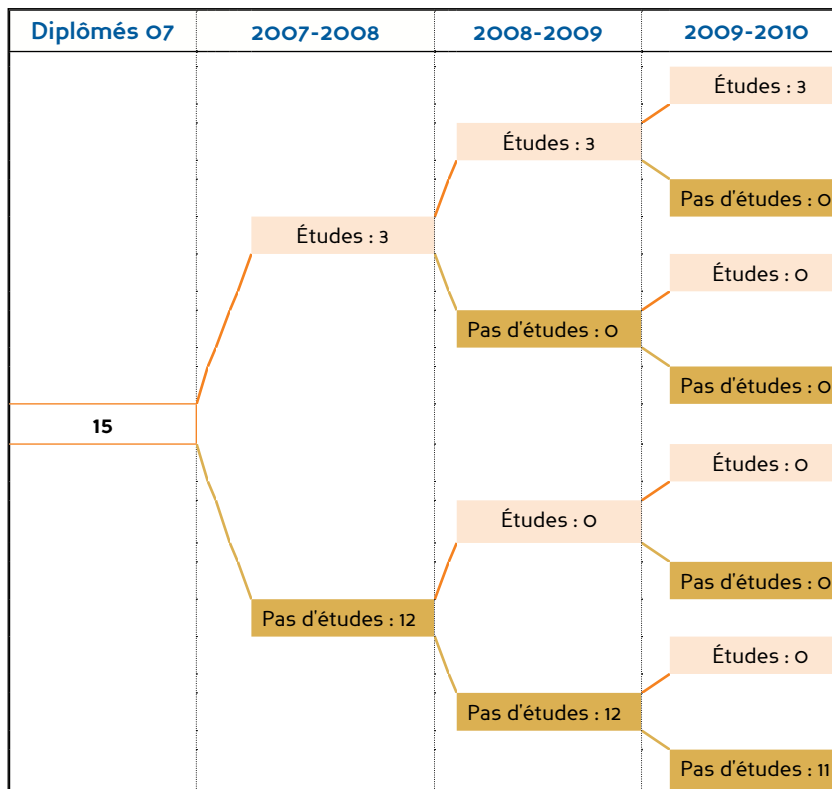 Diplômés 07 2007-2008 2008-2009 2009-2010
Études : 3
Études : 3
Pas d'études : 0
Études : 3
Études : 0
Pas d'études : 0
Pas d'études : 0
15
Études : 0
Études : 0
Pas d'études : 0
Pas d'études : 12
Études : 0
Pas d'études : 12
Pas d'études : 11